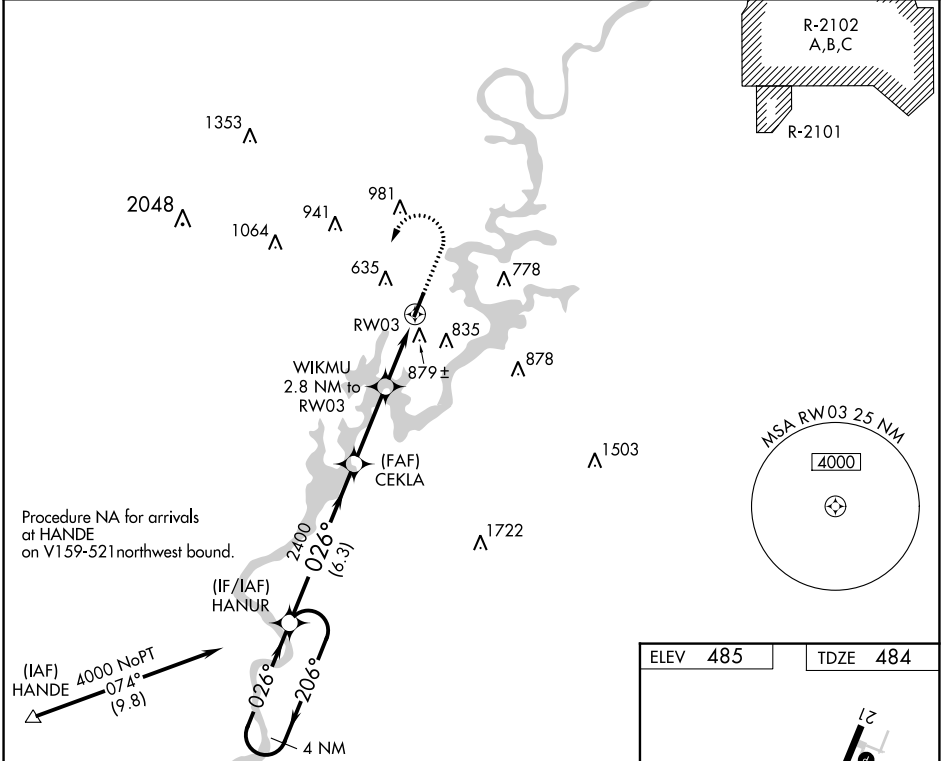 R-2102
A,B,C
R-2101
1353
2048
1064
941
981
635
778
RW03
835
879±
878
WIKMU
2.8 NM to
RW03
(FAF)
CEKLA
1503
1722
MSA RW03 25 NM
4000
Procedure NA for arrivals
at HANDE
on V159-521 northwest bound.
2400
026°
(6.3)
(IF/IAF)
HANUR
(IAF)
HANDE
4000 NoPT
074°
(9.8)
026°
206°
4 NM
ELEV 485
TDZE 484
21
P